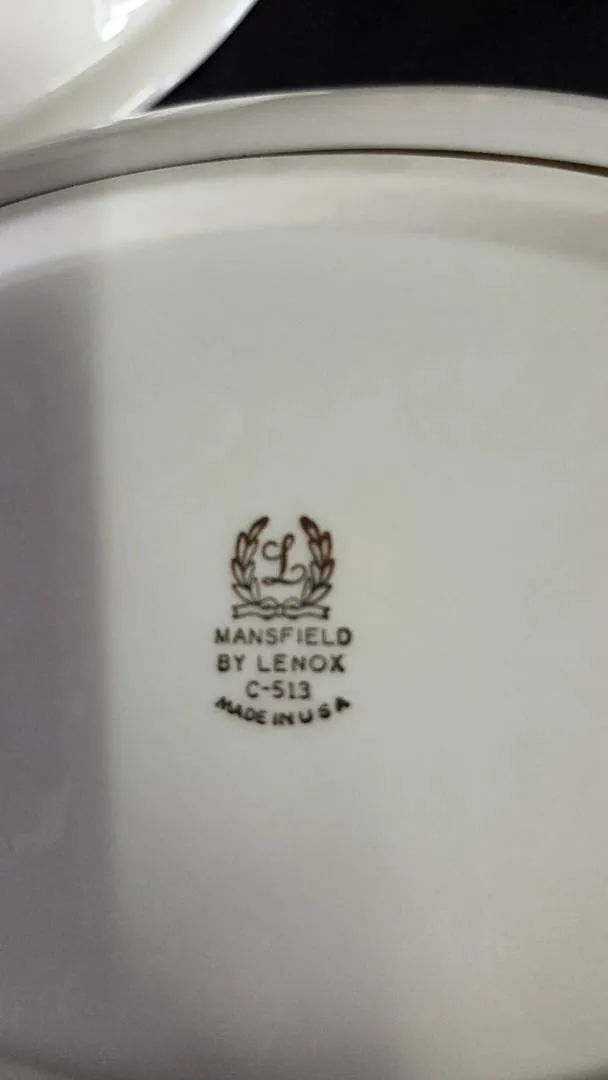 L
MANSFIELD
BY LENOX
C-513
MADE IN USA